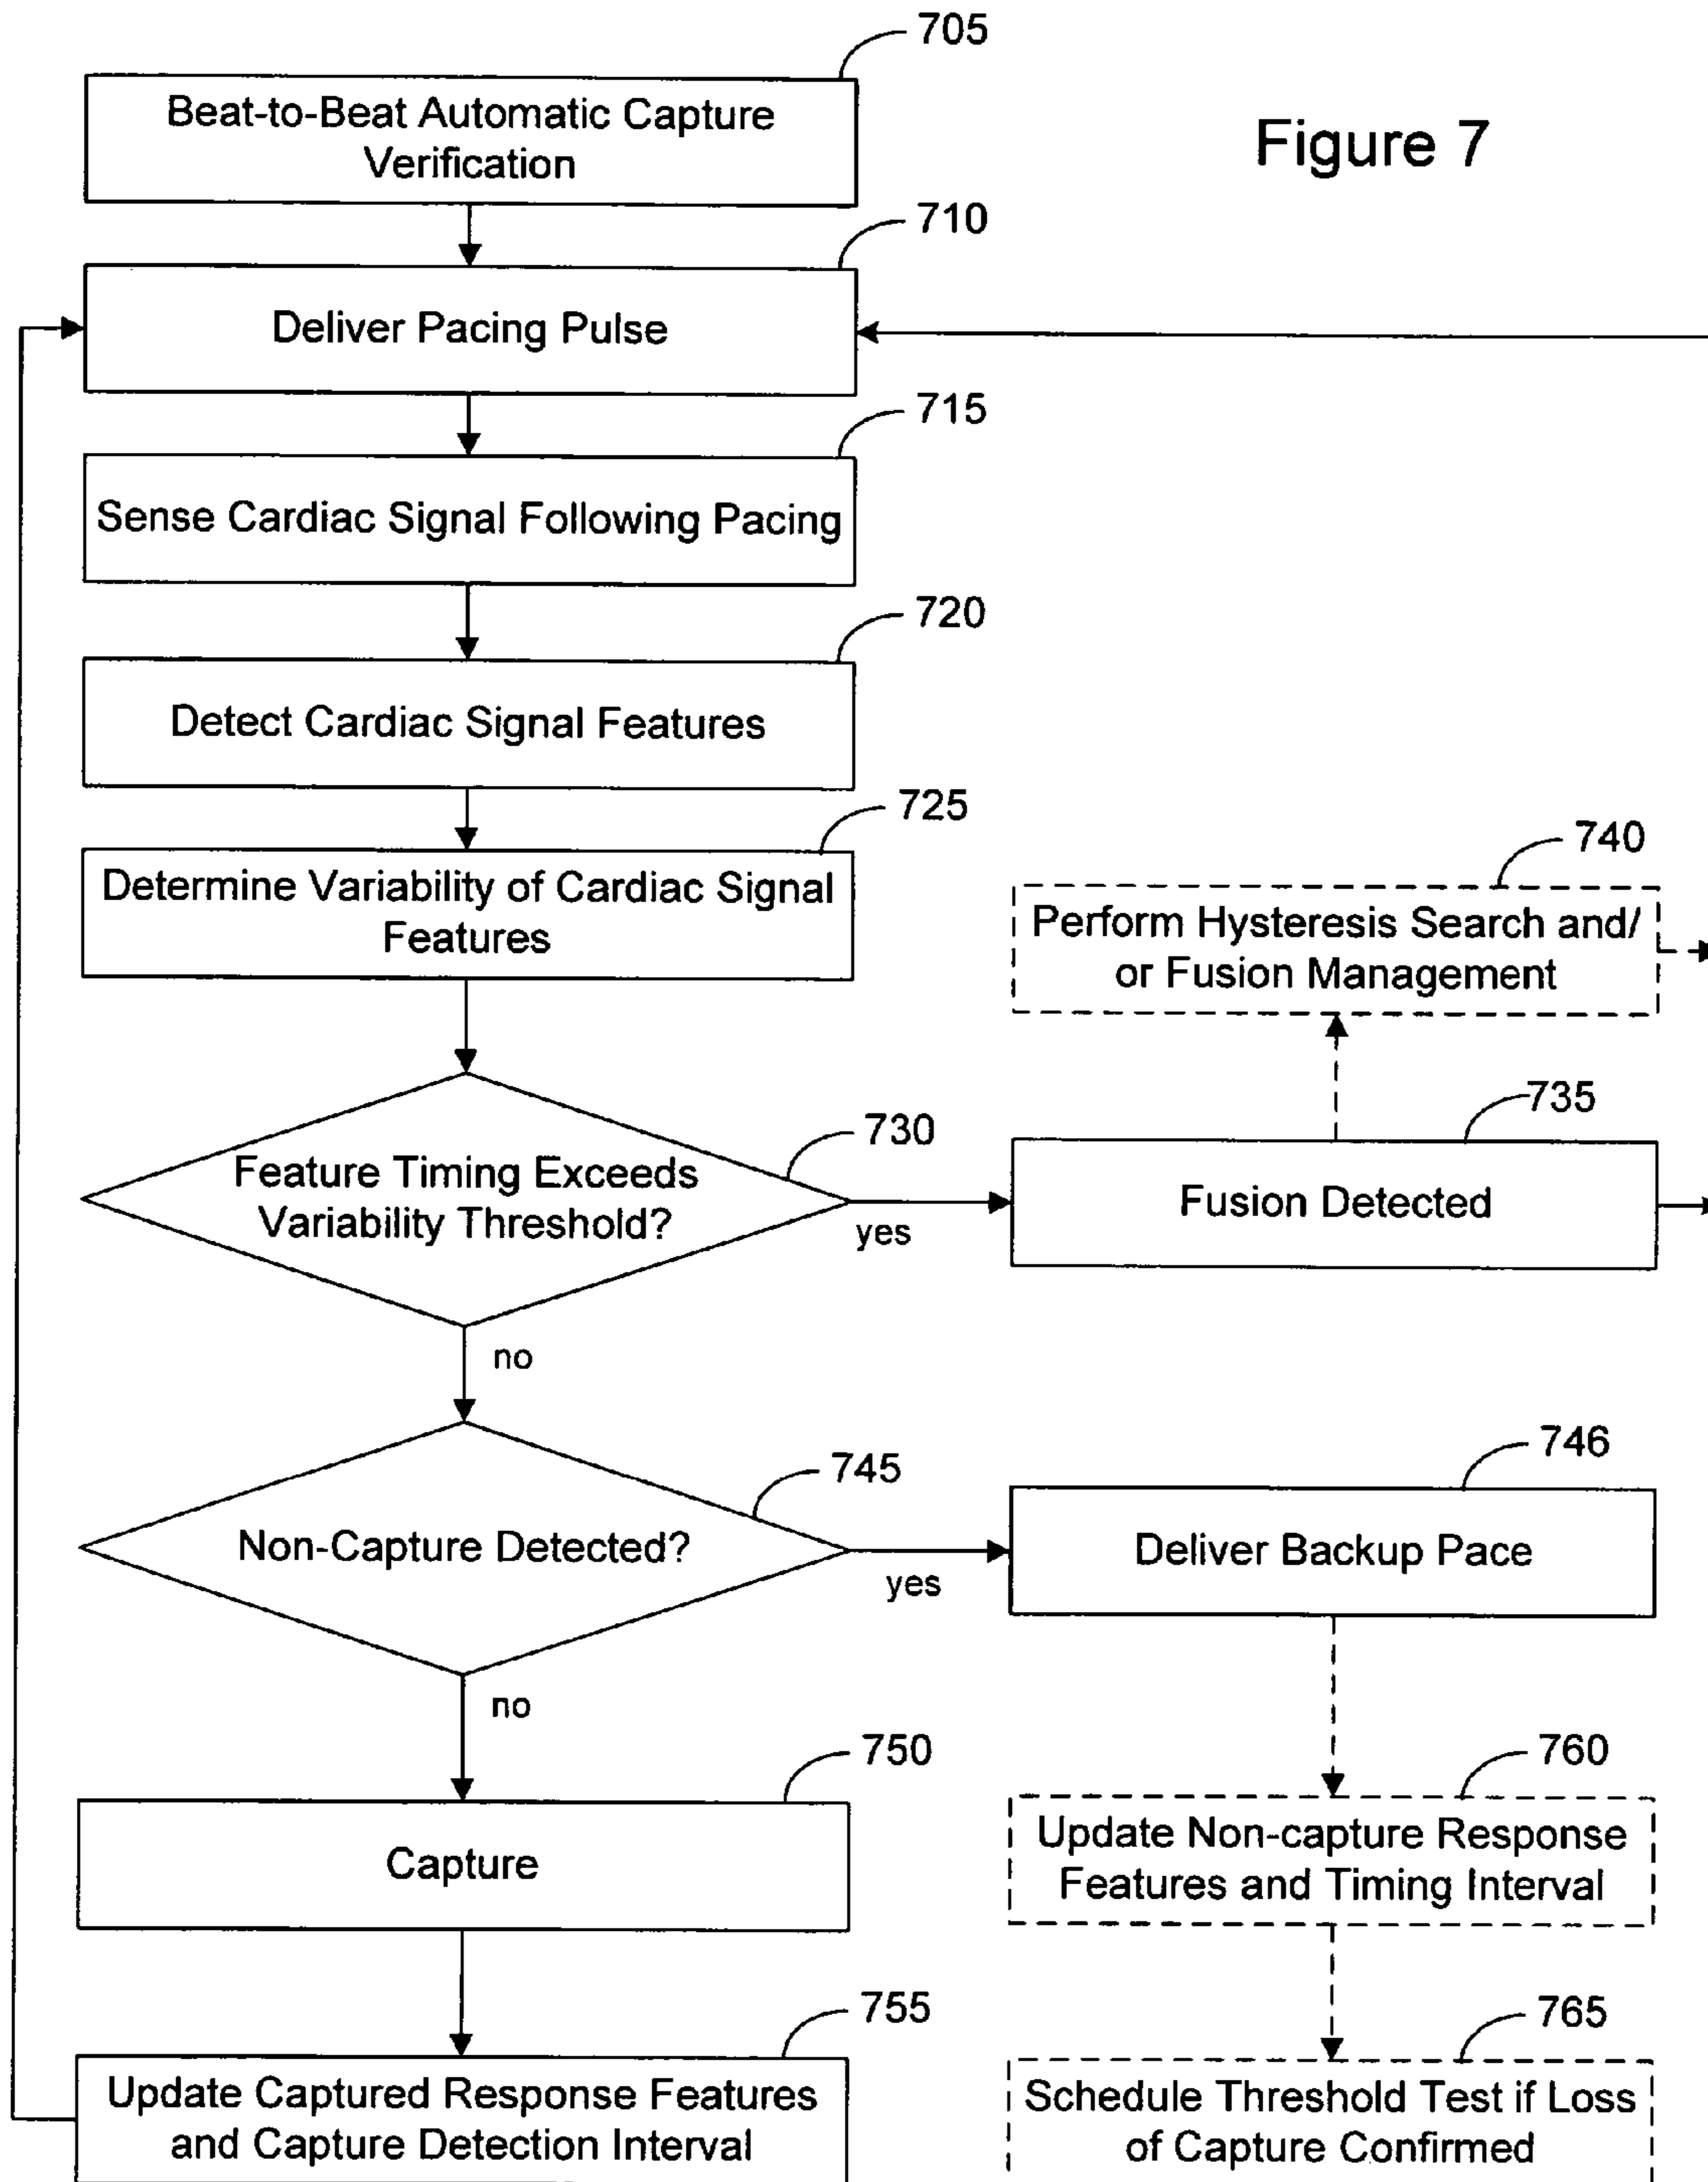 705
Beat-to-Beat Automatic Capture
Verification
Figure 7
710
Deliver Pacing Pulse
715
Sense Cardiac Signal Following Pacing
720
Detect Cardiac Signal Features
725
Determine Variability of Cardiac Signal
Features
740
Perform Hysteresis Search and/
or Fusion Management
730
Feature Timing Exceeds
Variability Threshold?
yes
735
Fusion Detected
no
745
Non-Capture Detected?
yes
746
Deliver Backup Pace
no
750
Capture
760
Update Non-capture Response
Features and Timing Interval
755
Update Captured Response Features
and Capture Detection Interval
765
Schedule Threshold Test if Loss
of Capture Confirmed